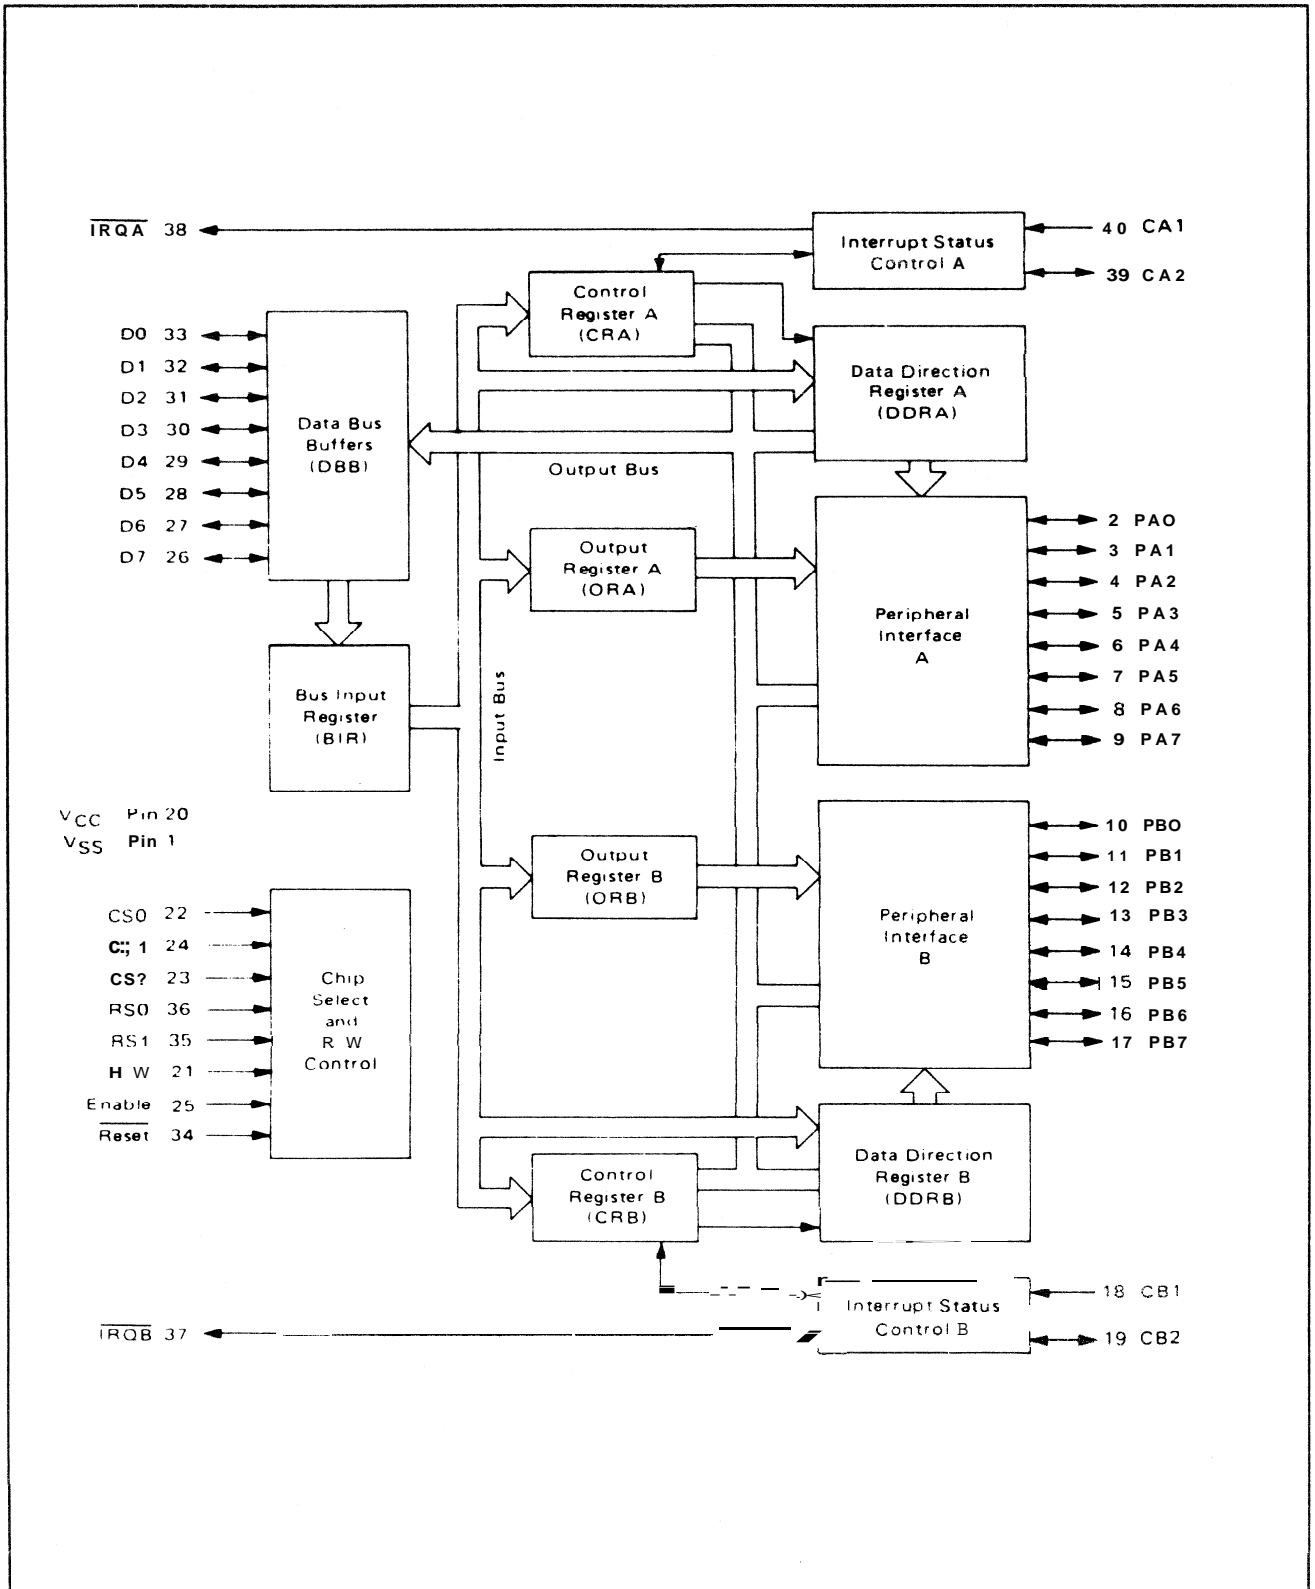 IRQA 38
40 CA1
39 CA2
Interrupt Status
Control A
Control
Register A
(CRA)
D0 33
D1 32
D2 31
D3 30
D4 29
D5 28
D6 27
D7 26
Data Bus
Buffers
(DBB)
Data Direction
Register A
(DDRA)
Output Bus
Output
Register A
(ORA)
2 PA0
3 PA1
4 PA2
5 PA3
6 PA4
7 PA5
8 PA6
9 PA7
Peripheral
Interface
A
Bus Input
Register
(BIR)
Input Bus
VCC Pin 20
VSS Pin 1
Output
Register B
(ORB)
10 PB0
11 PB1
12 PB2
13 PB3
14 PB4
15 PB5
16 PB6
17 PB7
Peripheral
Interface
B
CS0 22
1 24
CS? 23
RS0 36
RS1 35
H W 21
Enable 25
Reset 34
Chip
Select
and
R W
Control
Control
Register B
(CRB)
Data Direction
Register B
(DDRB)
Interrupt Status
Control B
18 CB1
19 CB2
IRQB 37